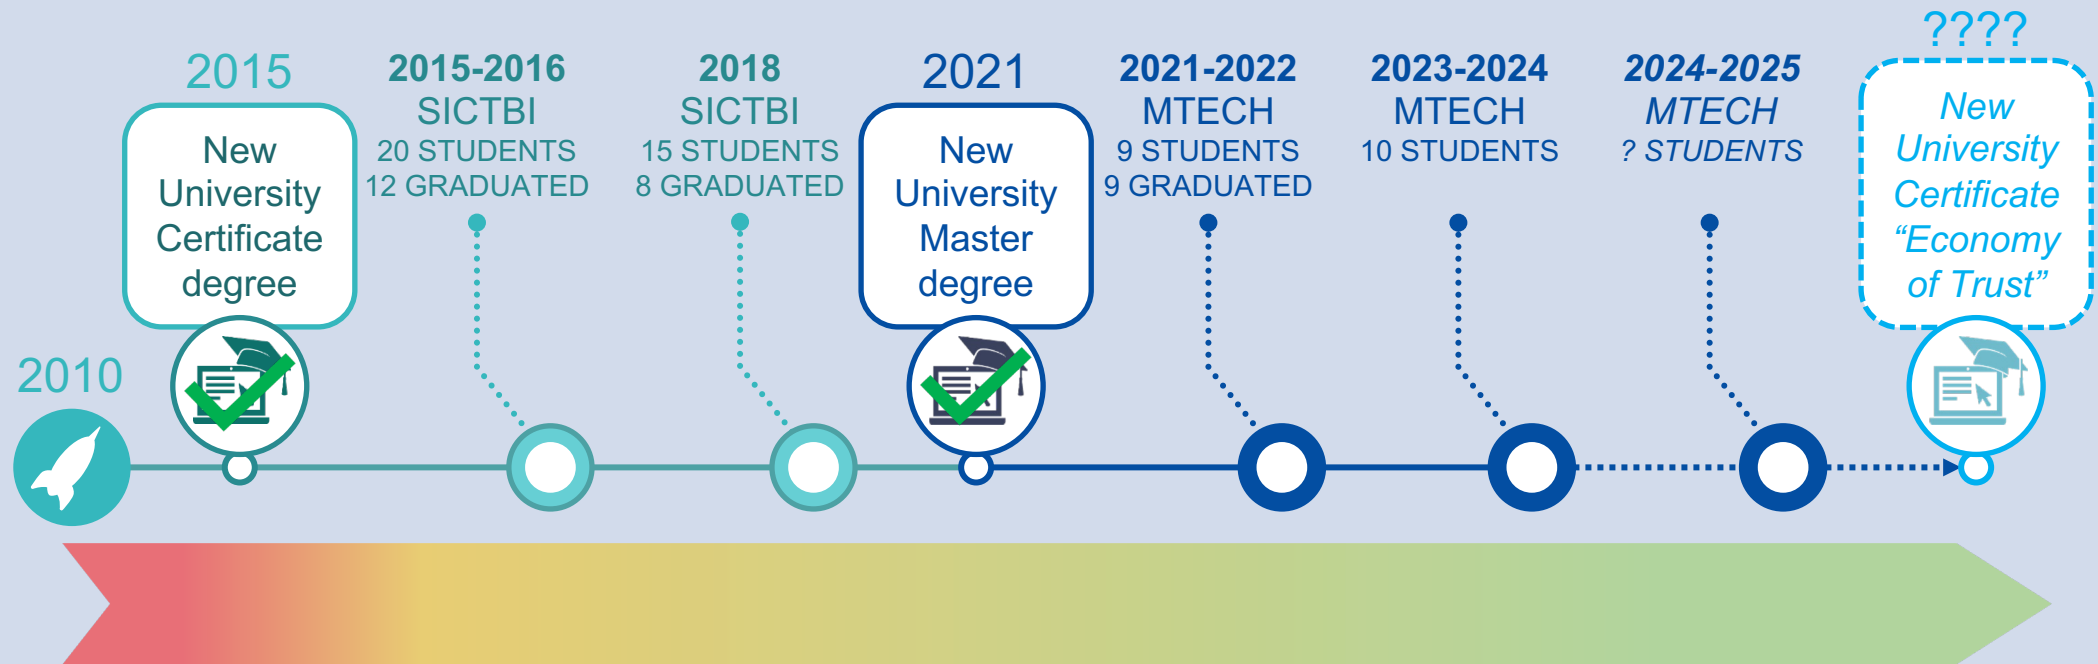 2010
2015
New
University
Certificate
degree
2015-2016
SICTBI
20 STUDENTS
12 GRADUATED
2018
SICTBI
15 STUDENTS
8 GRADUATED
2021
New
University
Master
degree
2021-2022
MTECH
9 STUDENTS
9 GRADUATED
2023-2024
MTECH
10 STUDENTS
2024-2025
MTECH
? STUDENTS
????
New
University
Certificate
“Economy
of Trust”